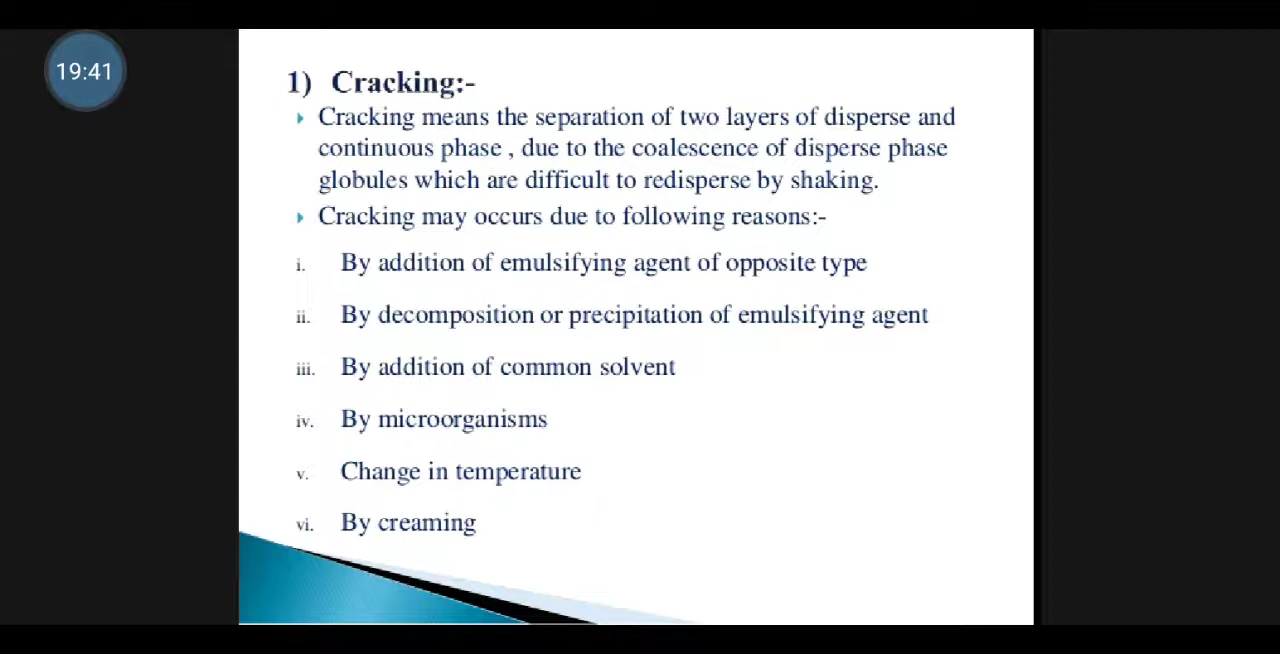 19:41
1) Cracking:-
Cracking means the separation of two layers of disperse and
continuous phase , due to the coalescence of disperse phase
globules which are difficult to redisperse by shaking.
Cracking may occurs due to following reasons:-
i. By addition of emulsifying agent of opposite type
ii. By decomposition or precipitation of emulsifying agent
iii. By addition of common solvent
iv. By microorganisms
v. Change in temperature
vi. By creaming